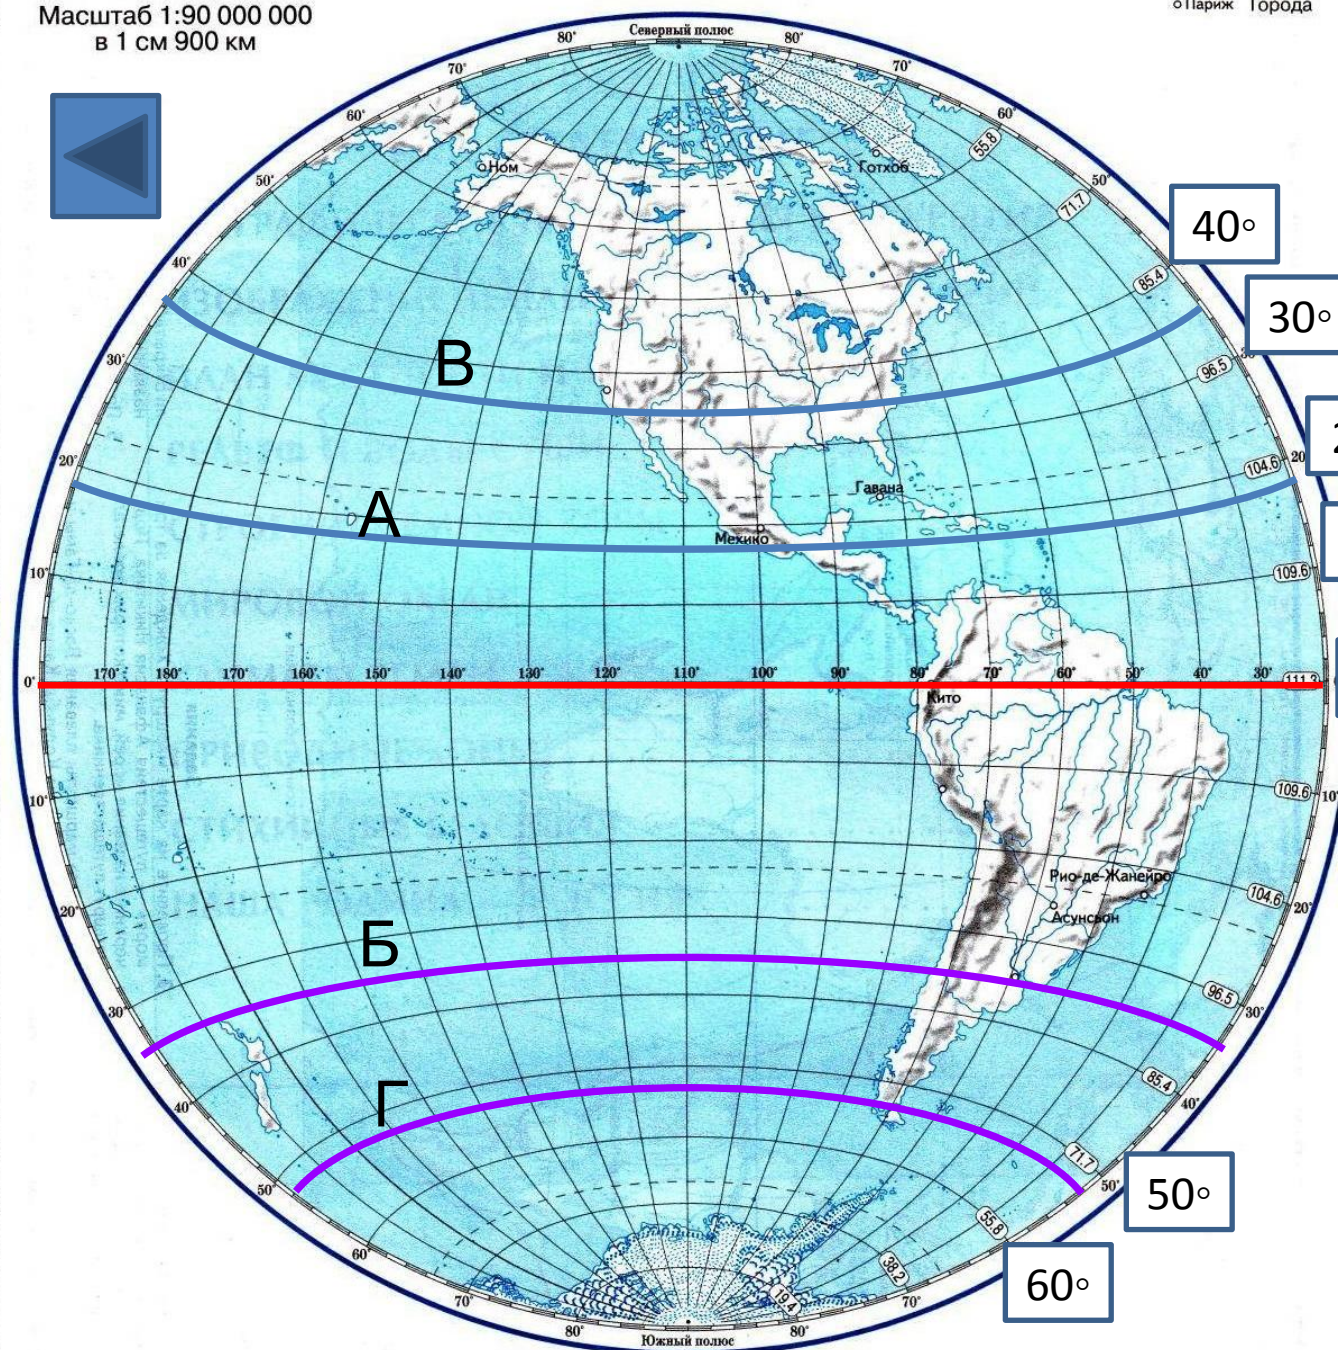 Масштаб 1:90 000 000
в 1 см 900 км
Париж Города
Северный полюс
80° 80°
70° 70°
60° 60°
55.8
Ном
Готхоб
50° 50°
71.7
40°
40°
85.4
30°
30°
96.5
В
20° 20
104.6
2
А
Гавана
Мехико
10°
109.6
170° 180° 170° 160° 150° 140° 130° 120° 110° 100° 90° 80° 70° 60° 50° 40° 30°
0°
111.3
Кито
10° 10°
109.6
Рио-де-Жанейро
Асунсьон
104.6
20° 20°
Б
96.5
30° 30°
85.4
Г
40° 40°
71.7
50° 50°
50°
55.8
60°
38.2
60°
19.4
70° 70°
80° 80°
Южный полюс